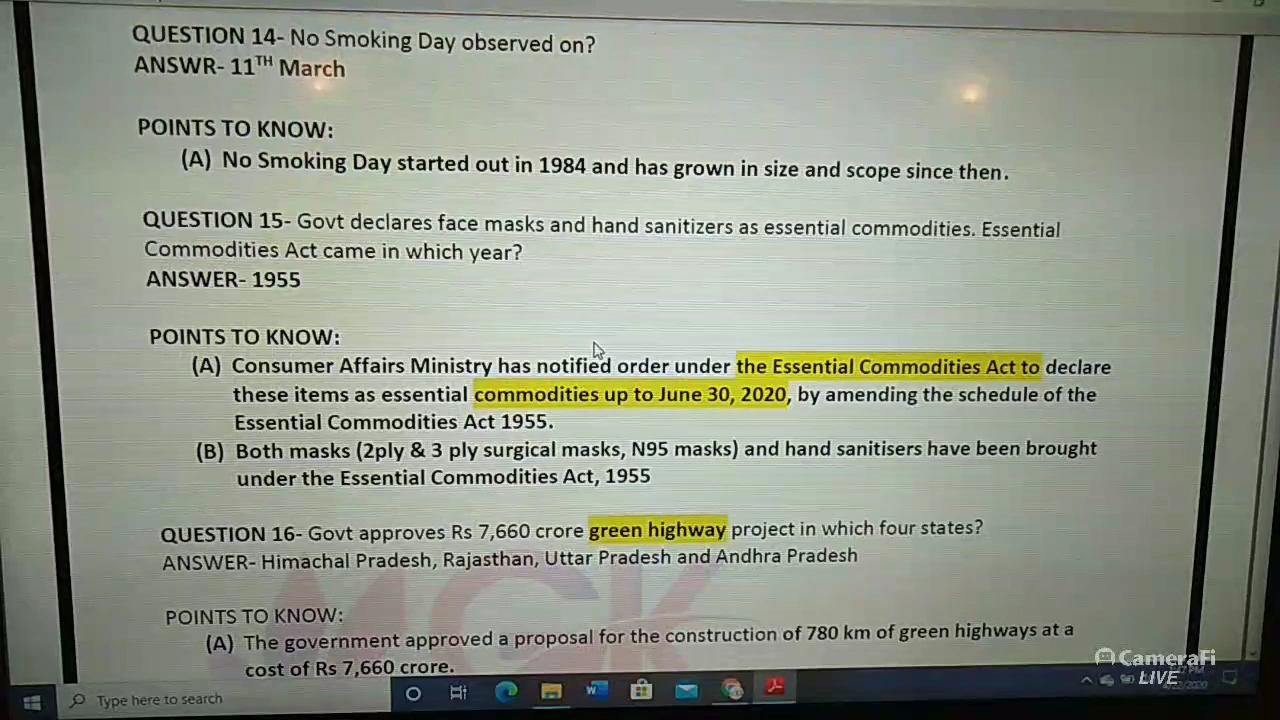 QUESTION 14- No Smoking Day observed on?
ANSWR- 11TH March
POINTS TO KNOW:
(A) No Smoking Day started out in 1984 and has grown in size and scope since then.
QUESTION 15- Govt declares face masks and hand sanitizers as essential commodities. Essential
Commodities Act came in which year?
ANSWER- 1955
POINTS TO KNOW:
(A) Consumer Affairs Ministry has notified order under the Essential Commodities Act to declare
these items as essential commodities up to June 30, 2020, by amending the schedule of the
Essential Commodities Act 1955.
(B) Both masks (2ply & 3 ply surgical masks, N95 masks) and hand sanitisers have been brought
under the Essential Commodities Act, 1955
QUESTION 16- Govt approves Rs 7,660 crore green highway project in which four states?
ANSWER- Himachal Pradesh, Rajasthan, Uttar Pradesh and Andhra Pradesh
MCK
POINTS TO KNOW:
(A) The government approved a proposal for the construction of 780 km of green highways at a
cost of Rs 7,660 crore.
CameraFi
LIVE
Type here to search